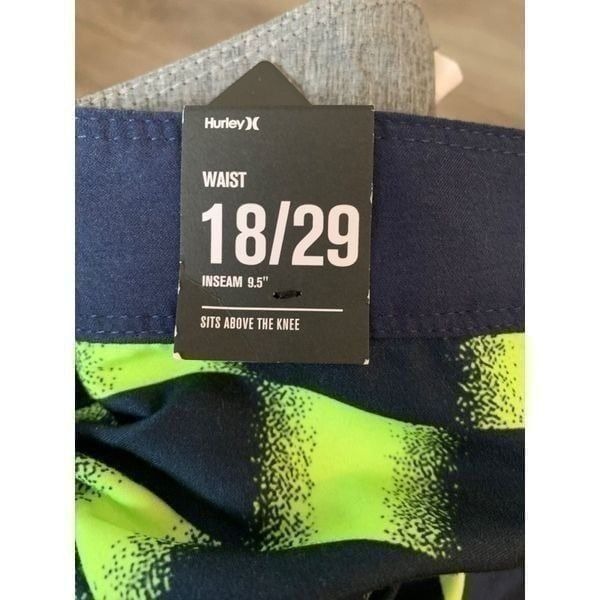 Hurley
WAIST
18/29
INSEAM 9.5"
SITS ABOVE THE KNEE